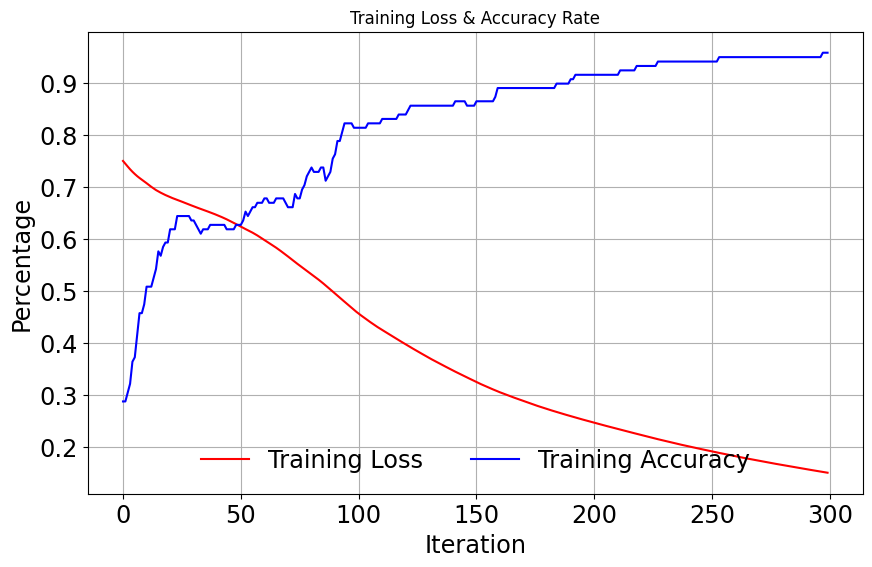 Training Loss & Accuracy Rate
Percentage
0.9
0.8
0.7
0.6
0.5
0.4
0.3
0.2
Training Loss Training Accuracy
0 50 100 150 200 250 300
Iteration